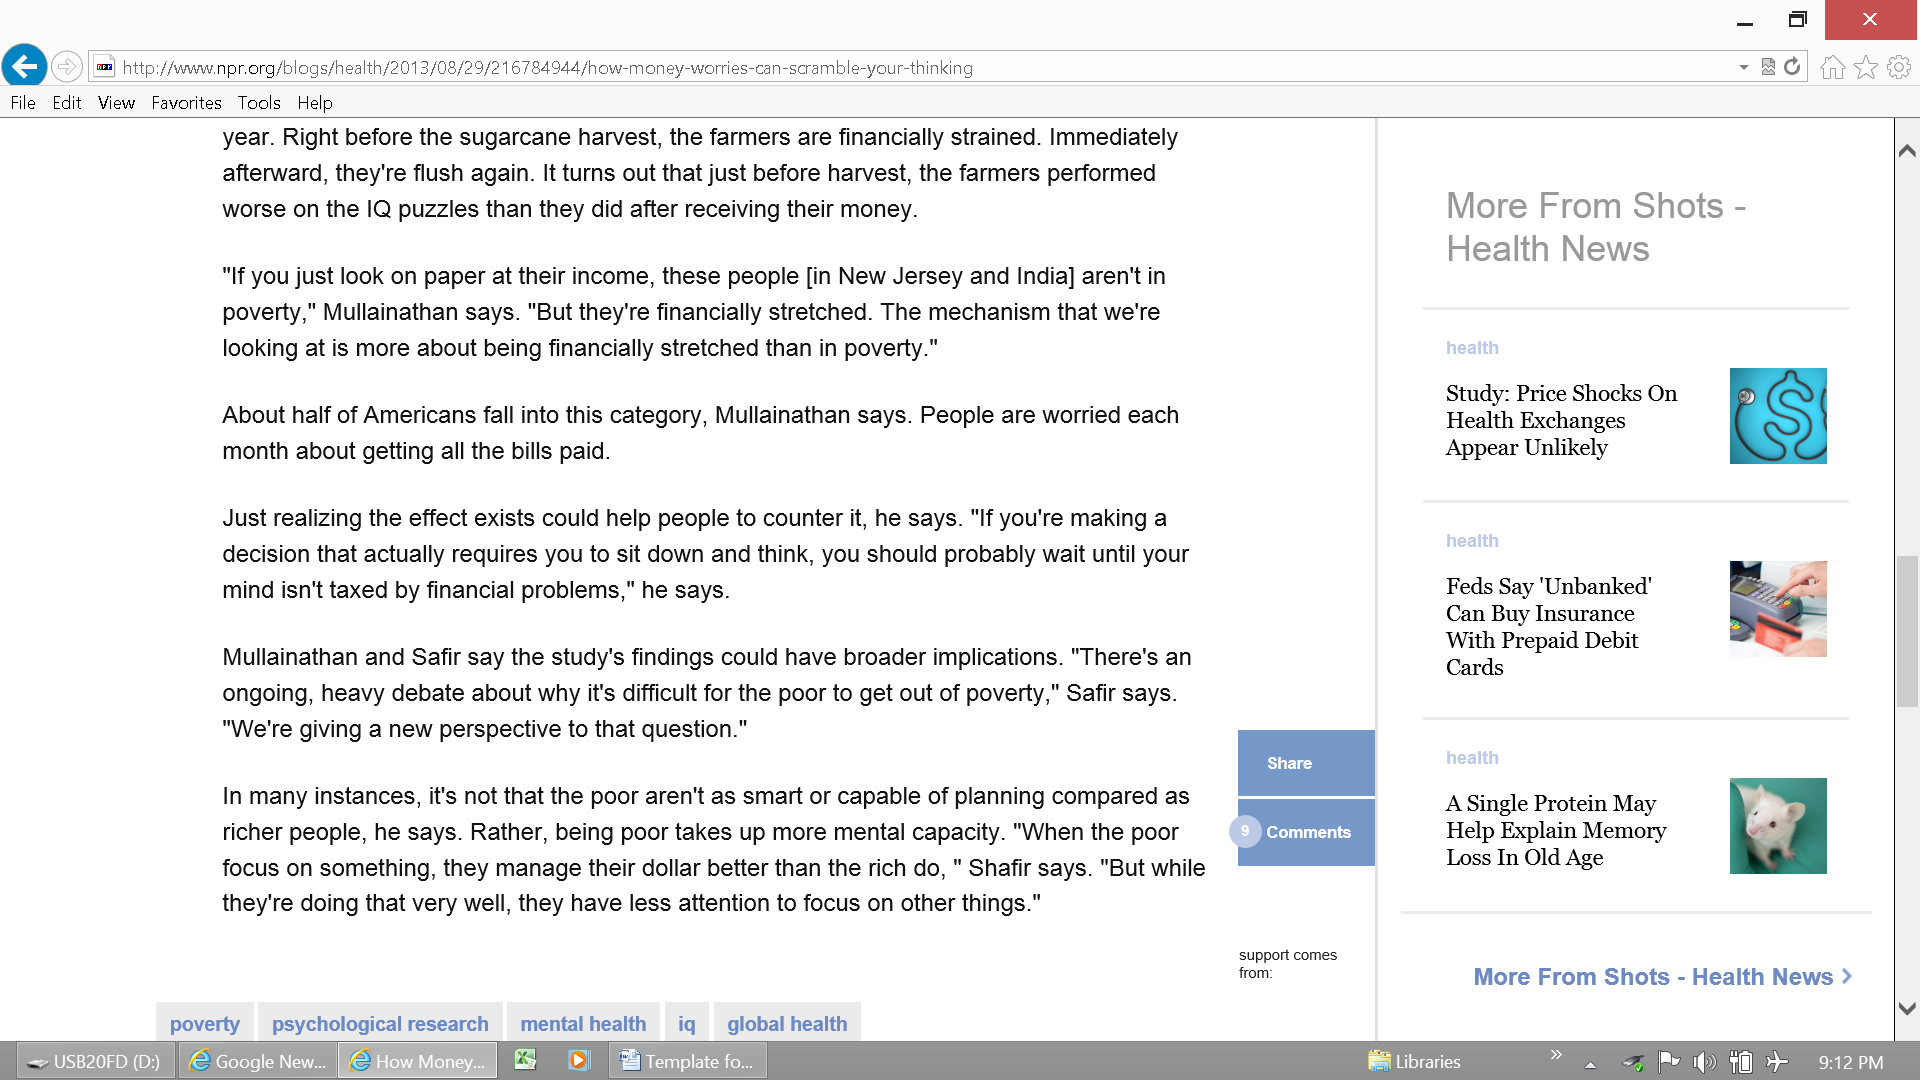 http://www.npr.org/blogs/health/2013/08/29/216784944/how-money-worries-can-scramble-your-thinking
File Edit View Favorites Tools Help
year. Right before the sugarcane harvest, the farmers are financially strained. Immediately
afterward, they're flush again. It turns out that just before harvest, the farmers performed
worse on the IQ puzzles than they did after receiving their money.
"If you just look on paper at their income, these people [in New Jersey and India] aren't in
poverty," Mullainathan says. "But they're financially stretched. The mechanism that we're
looking at is more about being financially stretched than in poverty."
About half of Americans fall into this category, Mullainathan says. People are worried each
month about getting all the bills paid.
Just realizing the effect exists could help people to counter it, he says. "If you're making a
decision that actually requires you to sit down and think, you should probably wait until your
mind isn't taxed by financial problems," he says.
Mullainathan and Safir say the study's findings could have broader implications. "There's an
ongoing, heavy debate about why it's difficult for the poor to get out of poverty," Safir says.
"We're giving a new perspective to that question."
In many instances, it's not that the poor aren't as smart or capable of planning compared as
richer people, he says. Rather, being poor takes up more mental capacity. "When the poor
focus on something, they manage their dollar better than the rich do, " Shafir says. "But while
they're doing that very well, they have less attention to focus on other things."
poverty psychological research mental health iq global health
Share
9 Comments
support comes
from:
More From Shots -
Health News
health
Study: Price Shocks On
Health Exchanges
Appear Unlikely
health
Feds Say 'Unbanked'
Can Buy Insurance
With Prepaid Debit
Cards
health
A Single Protein May
Help Explain Memory
Loss In Old Age
More From Shots - Health News
USB20FD (D:) Google New... How Money... Template fo... Libraries 9:12 PM